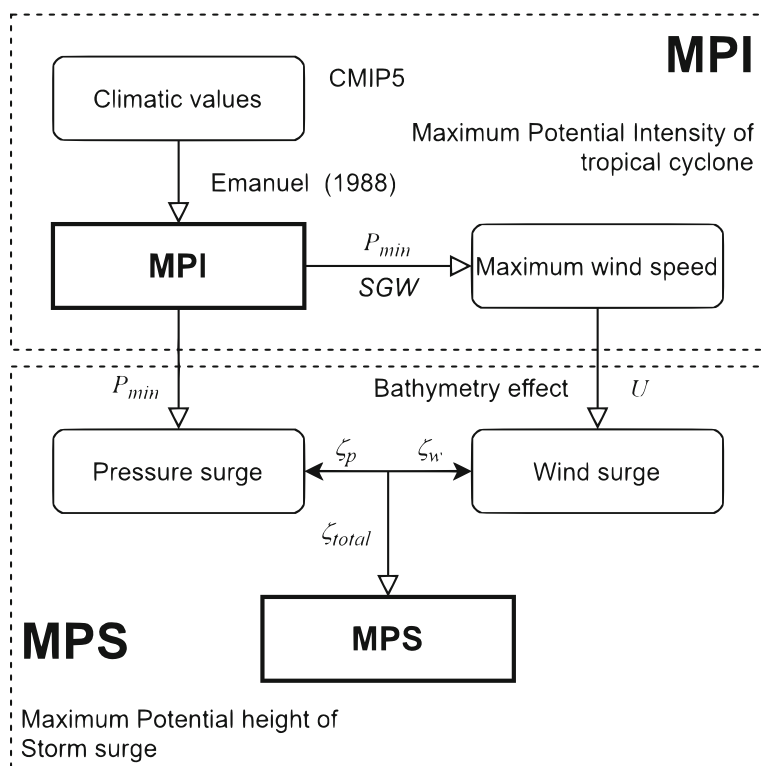 MPI
CMIP5
Climatic values
Maximum Potential Intensity of
tropical cyclone
Emanuel (1988)
MPI
P_min
SGW
Maximum wind speed
P_min
Bathymetry effect
U
Pressure surge
ζ_p
ζ_w
Wind surge
ζ_total
MPS
MPS
Maximum Potential height of
Storm surge